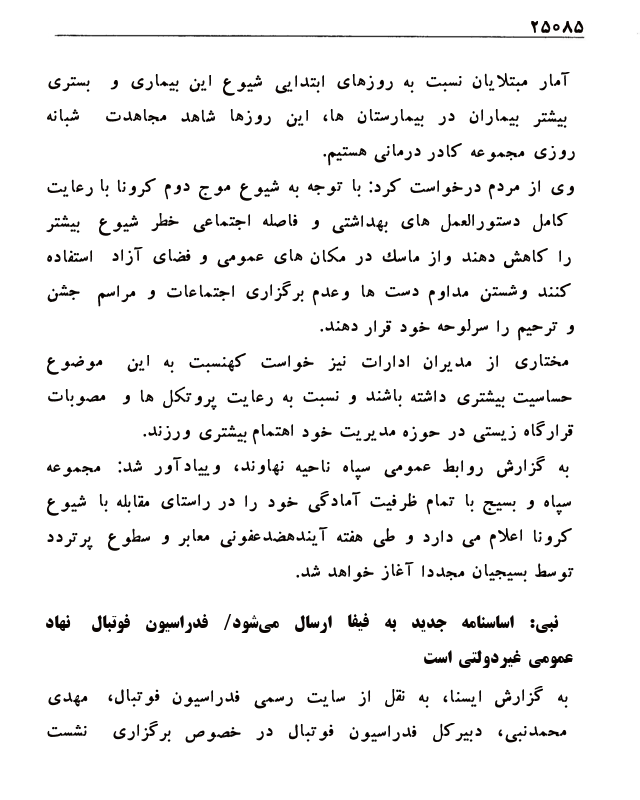 ۲۵۰۸۵
آمار مبتلایان نسبت به روزهای ابتدایی شیوع این بیماری و بستری
بیشتر بیماران در بیمارستان ها، این روزها شاهد مجاهدت شبانه
روزی مجموعه کادر درمانی هستیم.
وی از مردم درخواست کرد: با توجه به شیوع موج دوم کرونا با رعایت
کامل دستورالعمل های بهداشتی و فاصله اجتماعی خطر شیوع بیشتر
را کاهش دهند واز ماسک در مکان های عمومی و فضای آزاد استفاده
کنند وشستن مداوم دست ها وعدم برگزاری اجتماعات و مراسم جشن
و ترحیم را سرلوحه خود قرار دهند.
مختاری از مدیران ادارات نیز خواست کهنسبت به این موضوع
حساسیت بیشتری داشته باشند و نسبت به رعایت پروتکل ها و مصوبات
قرارگاه زیستی در حوزه مدیریت خود اهتمام بیشتری ورزند.
به گزارش روابط عمومی سپاه ناحیه نهاوند، وییادآور شد: مجموعه
سپاه و بسیج با تمام ظرفیت آمادگی خود را در راستای مقابله با شیوع
کرونا اعلام می دارد و طی هفته آیندهضدعفونی معابر و سطوع پرتردد
توسط بسیجیان مجددا آغاز خواهد شد.
نبی: اساسنامه جدید به فیفا ارسال می‌شود/ فدراسیون فوتبال نهاد
عمومی غیردولتی است
به گزارش ایسنا، به نقل از سایت رسمی فدراسیون فوتبال، مهدی
محمدنبی، دبیرکل فدراسیون فوتبال در خصوص برگزاری نشست